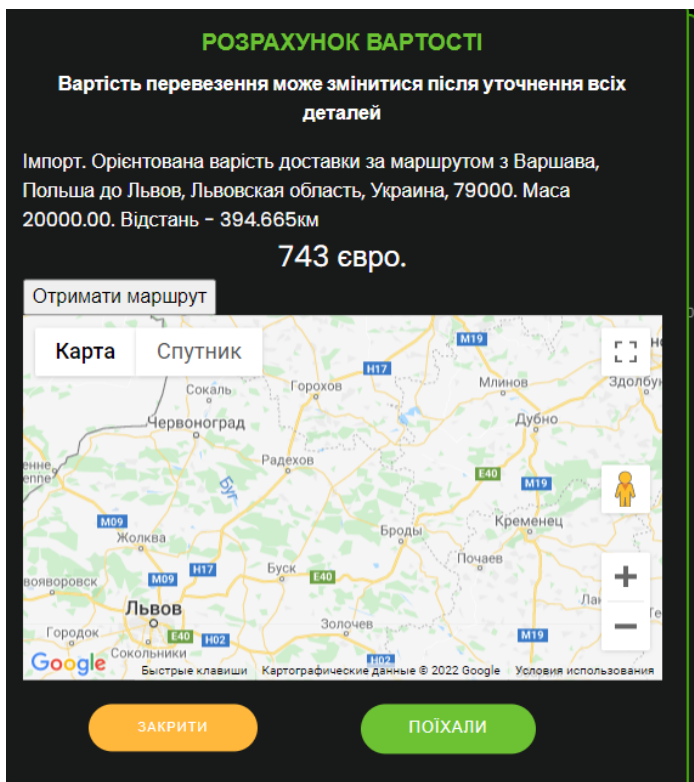 РОЗРАХУНОК ВАРТОСТІ
Вартість перевезення може змінитися після уточнення всіх
деталей
Імпорт. Орієнтована варість доставки за маршрутом з Варшава,
Польша до Львов, Львовская область, Украина, 79000. Маса
20000.00. Відстань - 394.665км
743 євро.
Отримати маршрут
Карта Спутник
M19
H17
Сокаль
Горохов
Млинов
Здолбу
Червоноград
Дубно
Радехов
E40
M19
Буг
M09
Жолква
Броды
Кременец
Почаев
M09
H17
Буск
E40
вояворовск
Львов
Городок
E40
H02
Золочев
M19
Сокольники
H02
Google
Быстрые клавиши Картографические данные © 2022 Google Условия использования
ЗАКРИТИ ПОЇХАЛИ